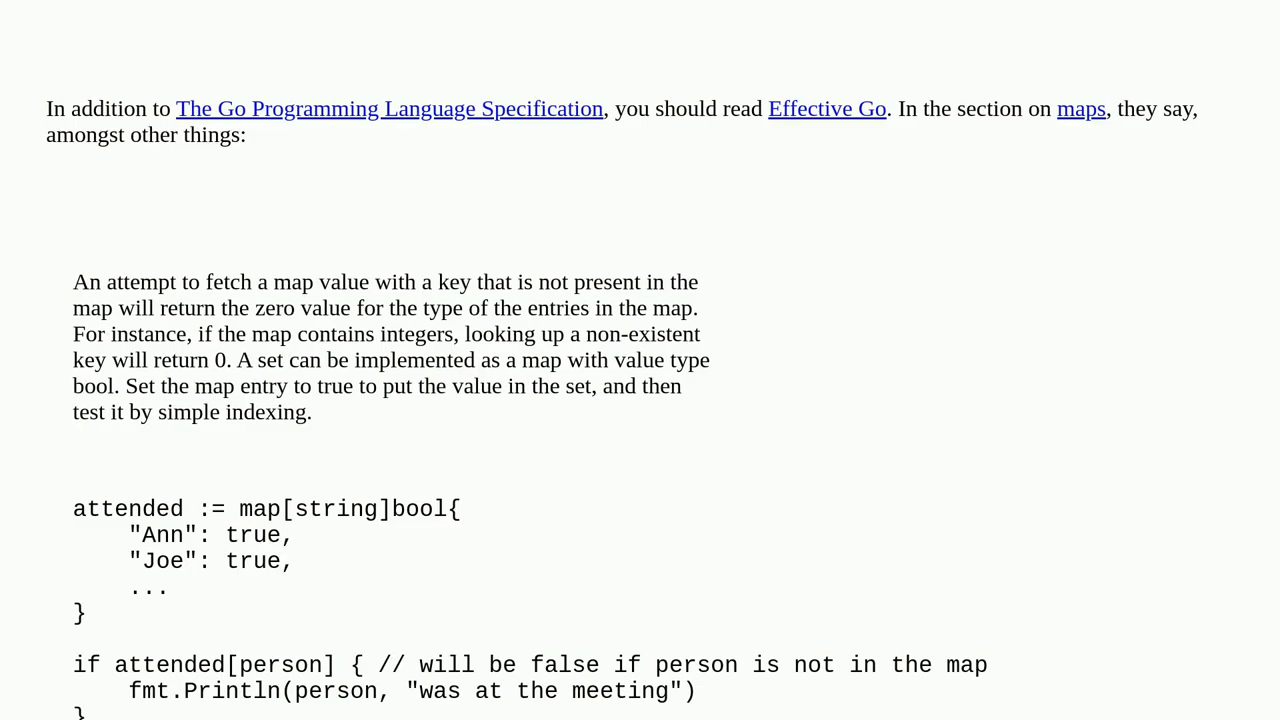 In addition to The Go Programming Language Specification, you should read Effective Go. In the section on maps, they say,
amongst other things:
An attempt to fetch a map value with a key that is not present in the
map will return the zero value for the type of the entries in the map.
For instance, if the map contains integers, looking up a non-existent
key will return 0. A set can be implemented as a map with value type
bool. Set the map entry to true to put the value in the set, and then
test it by simple indexing.
attended := map[string]bool{
    "Ann": true,
    "Joe": true,
    ...
}
if attended[person] { // will be false if person is not in the map
    fmt.Println(person, "was at the meeting")
}